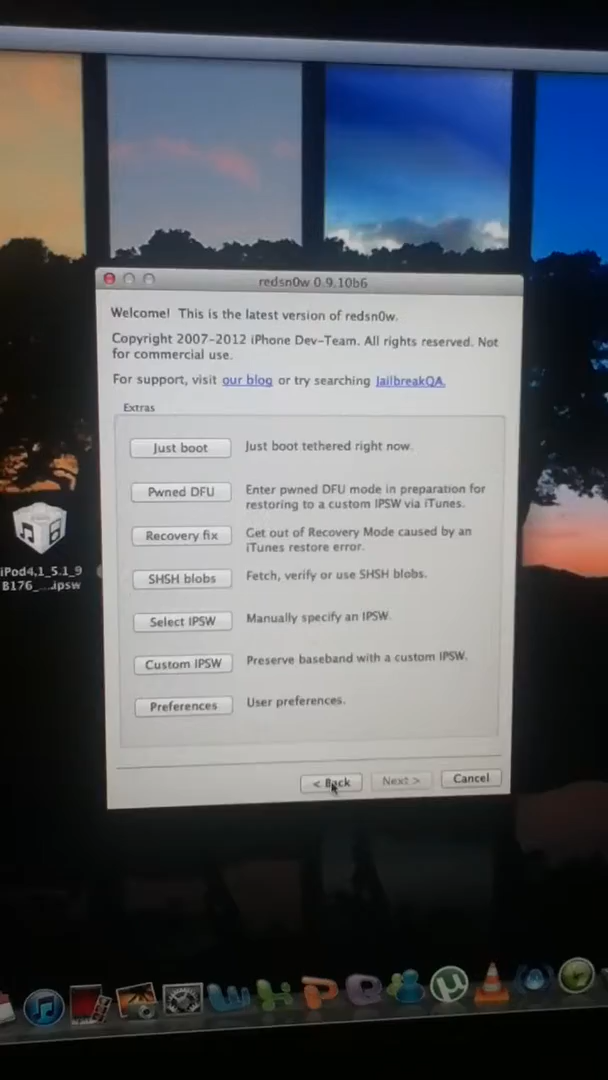 redsn0w 0.9.10b6
Welcome! This is the latest version of redsn0w.
Copyright 2007-2012 iPhone Dev-Team. All rights reserved. Not
for commercial use.
For support, visit our blog or try searching JailbreakQA.
Extras
Just boot
Just boot tethered right now.
Pwned DFU
Enter pwned DFU mode in preparation for
restoring to a custom IPSW via iTunes.
Recovery fix
Get out of Recovery Mode caused by an
iTunes restore error.
SHSH blobs
Fetch, verify or use SHSH blobs.
Select IPSW
Manually specify an IPSW.
Custom IPSW
Preserve baseband with a custom IPSW.
Preferences
User preferences.
< Back
Next >
Cancel
iPod4,1_5.1_9
B176_...ipsw